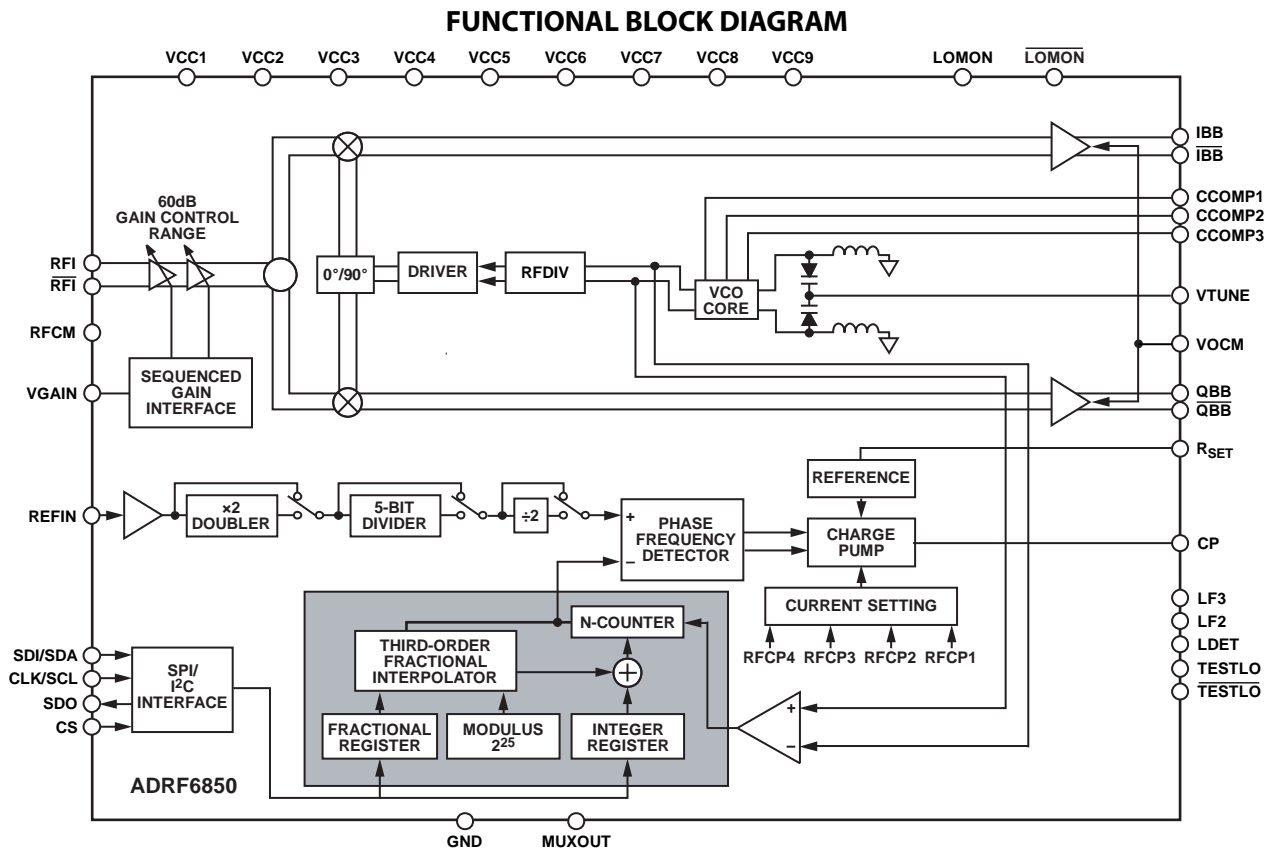 FUNCTIONAL BLOCK DIAGRAM
VCC1 VCC2 VCC3 VCC4 VCC5 VCC6 VCC7 VCC8 VCC9 LOMON LOMON
IBB
IBB
CCOMP1
CCOMP2
CCOMP3
60dB
GAIN CONTROL
RANGE
RFI
RFI
0°/90°
DRIVER
RFDIV
VCO
CORE
VTUNE
RFCM
VOCM
VGAIN
SEQUENCED
GAIN
INTERFACE
QBB
QBB
RSET
REFERENCE
REFIN
×2
DOUBLER
5-BIT
DIVIDER
÷2
+
–
PHASE
FREQUENCY
DETECTOR
CHARGE
PUMP
CP
CURRENT SETTING
RFCP4 RFCP3 RFCP2 RFCP1
LF3
LF2
LDET
TESTLO
TESTLO
N-COUNTER
THIRD-ORDER
FRACTIONAL
INTERPOLATOR
+
SDI/SDA
CLK/SCL
SDO
CS
SPI/
I2C
INTERFACE
FRACTIONAL
REGISTER
MODULUS
2^25
INTEGER
REGISTER
+
–
ADRF6850
GND MUXOUT